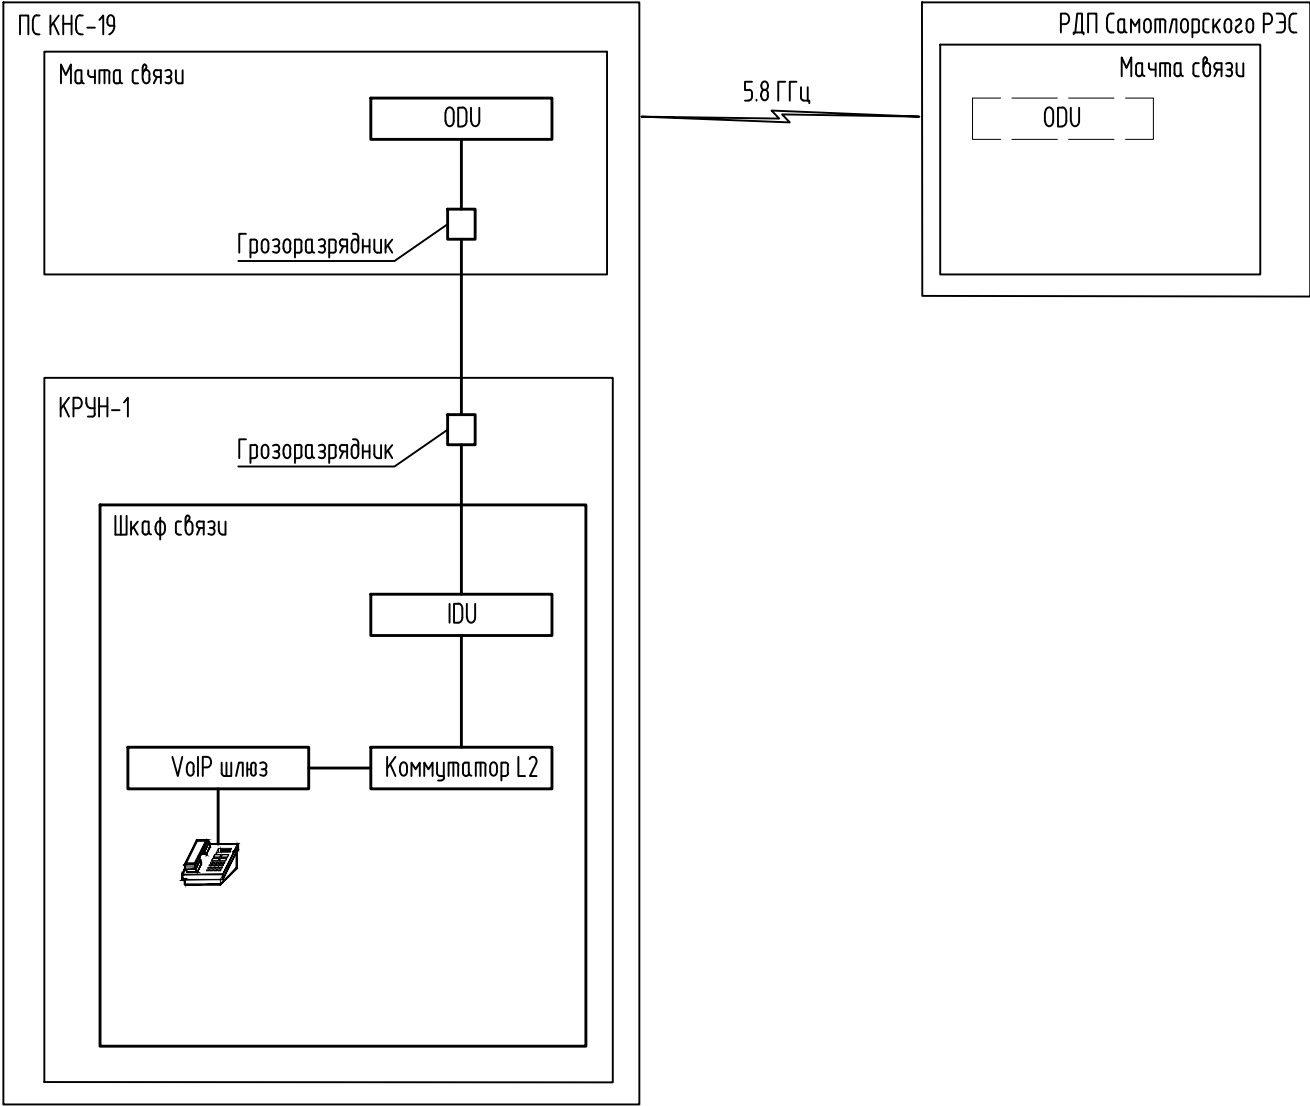 ПС КНС-19
Мачта связи
ODU
Грозоразрядник
5.8 ГГц
РДП Самотлорского РЭС
Мачта связи
ODU
КРУН-1
Грозоразрядник
Шкаф связи
IDU
VoIP шлюз
Коммутатор L2